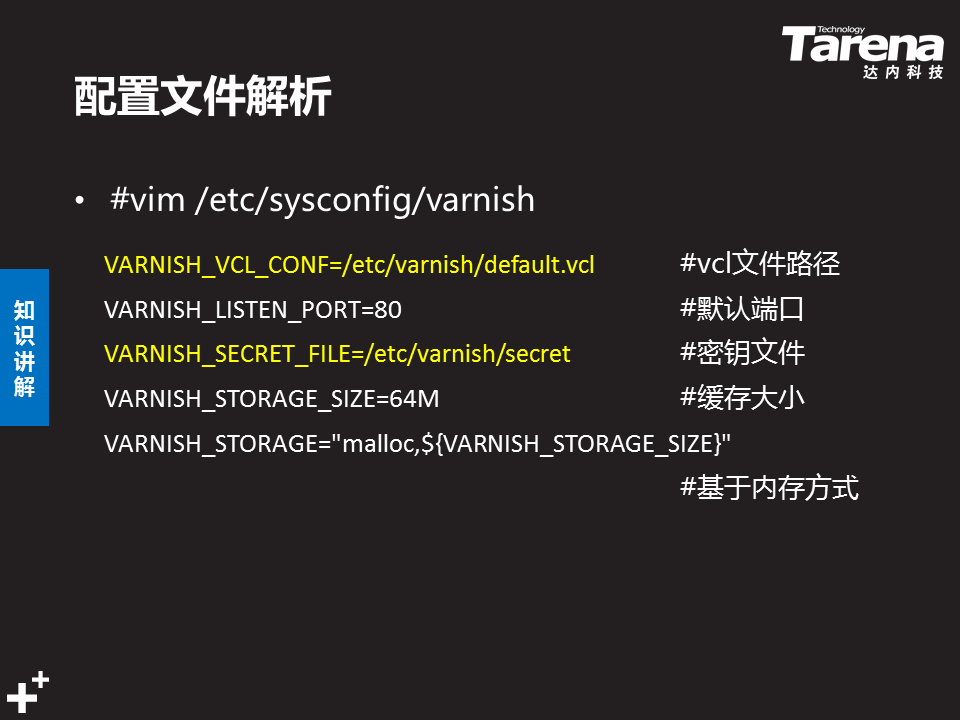 Technology
Tarena
达内科技
配置文件解析
• #vim /etc/sysconfig/varnish
VARNISH_VCL_CONF=/etc/varnish/default.vcl #vcl文件路径
VARNISH_LISTEN_PORT=80 #默认端口
VARNISH_SECRET_FILE=/etc/varnish/secret #密钥文件
VARNISH_STORAGE_SIZE=64M #缓存大小
VARNISH_STORAGE="malloc,${VARNISH_STORAGE_SIZE}"
#基于内存方式
知识讲解